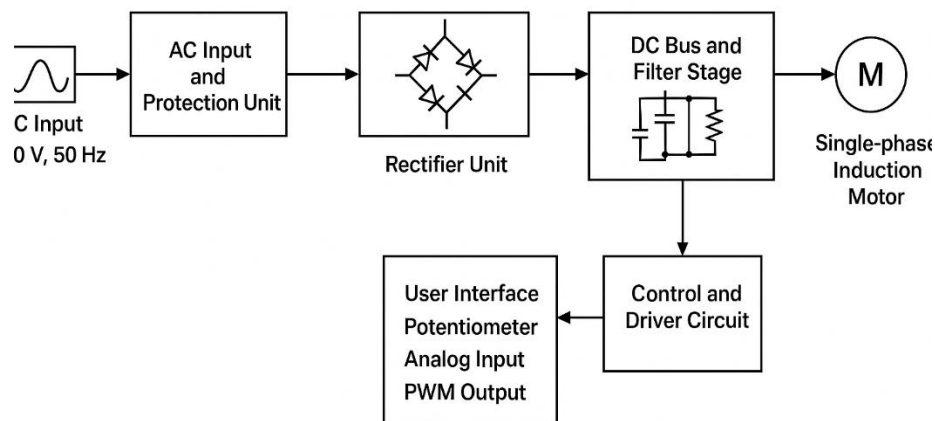 C Input
0 V, 50 Hz
AC Input
and
Protection Unit
Rectifier Unit
DC Bus and
Filter Stage
M
Single-phase
Induction
Motor
User Interface
Potentiometer
Analog Input
PWM Output
Control and
Driver Circuit